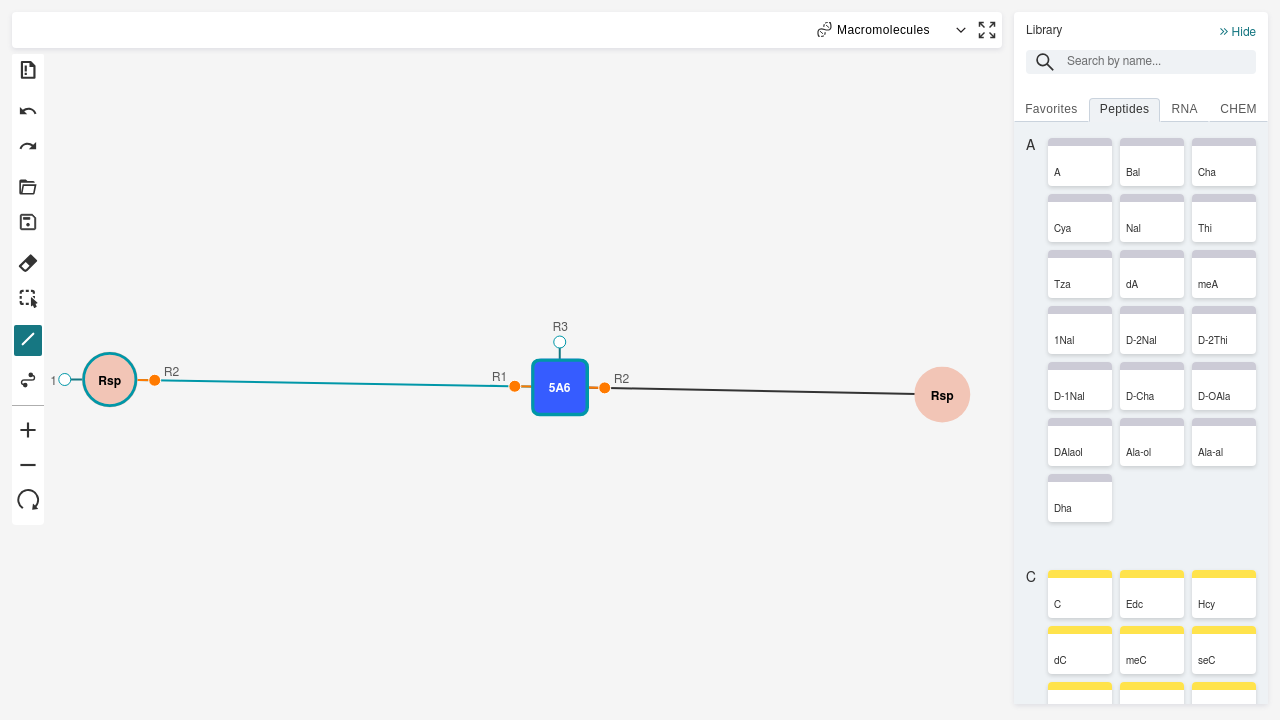 Macromolecules
Library
Hide
Search by name...
Favorites
Peptides
RNA
CHEM
A
A
Bal
Cha
Cya
Nal
Thi
Tza
dA
meA
1Nal
D-2Nal
D-2Thi
D-1Nal
D-Cha
D-OAla
DAlaol
Ala-ol
Ala-al
Dha
C
C
Edc
Hcy
dC
meC
seC
1
Rsp
R2
R1
R3
5A6
R2
Rsp